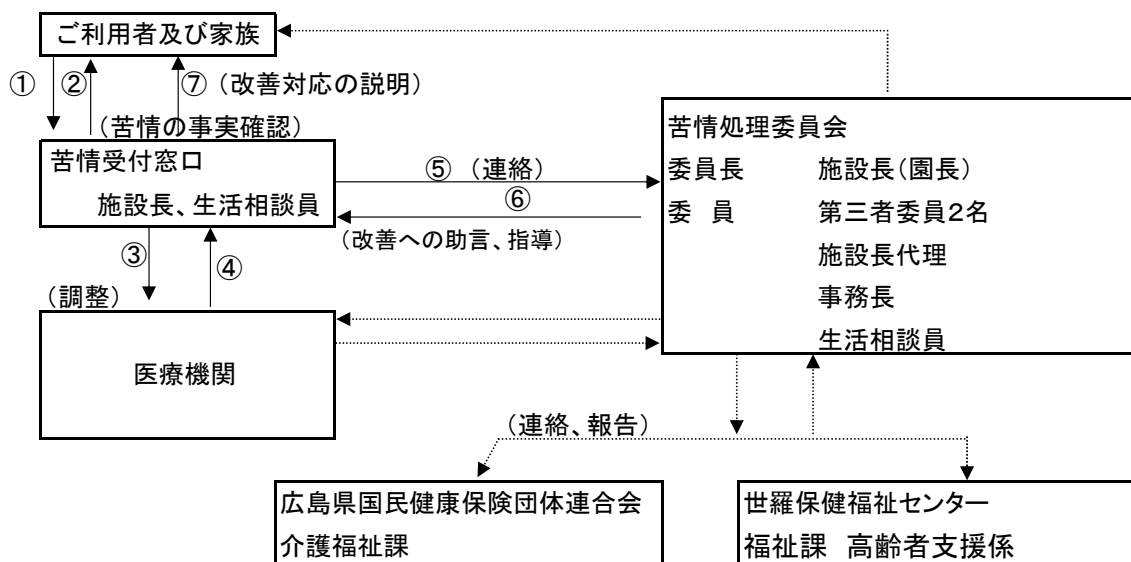 ご利用者及び家族
① ② ⑦ (改善対応の説明)
(苦情の事実確認)
苦情受付窓口
施設長、生活相談員
⑤ (連絡)
⑥
(改善への助言、指導)
苦情処理委員会
委員長 施設長(園長)
委 員 第三者委員2名
施設長代理
事務長
生活相談員
③ ④
(調整)
医療機関
(連絡、報告)
広島県国民健康保険団体連合会
介護福祉課
世羅保健福祉センター
福祉課 高齢者支援係